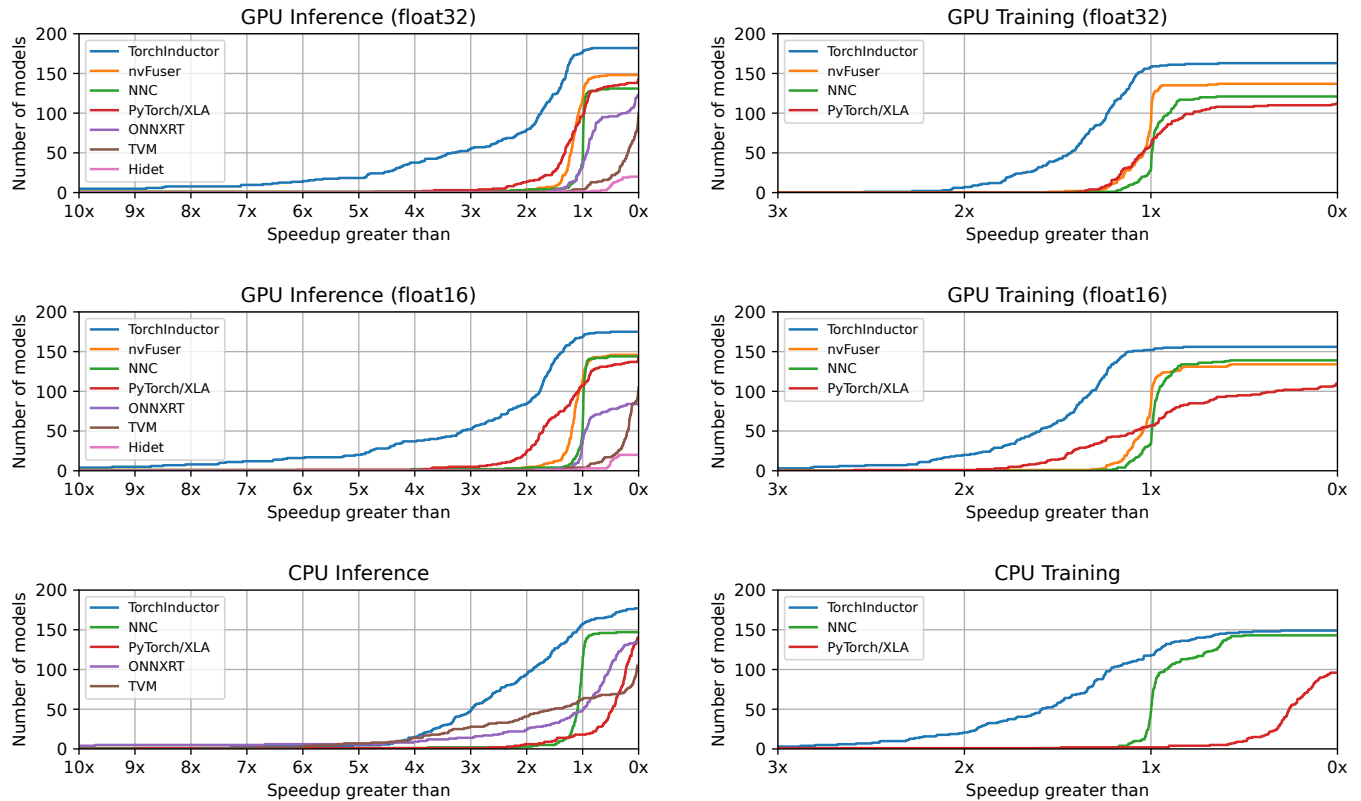 GPU Inference (float32)
Number of models
200
150
100
50
0
TorchInductor
nvFuser
NNC
PyTorch/XLA
ONNXRT
TVM
Hidet
10x 9x 8x 7x 6x 5x 4x 3x 2x 1x 0x
Speedup greater than
GPU Training (float32)
Number of models
200
150
100
50
0
TorchInductor
nvFuser
NNC
PyTorch/XLA
3x 2x 1x 0x
Speedup greater than
GPU Inference (float16)
Number of models
200
150
100
50
0
TorchInductor
nvFuser
NNC
PyTorch/XLA
ONNXRT
TVM
Hidet
10x 9x 8x 7x 6x 5x 4x 3x 2x 1x 0x
Speedup greater than
GPU Training (float16)
Number of models
200
150
100
50
0
TorchInductor
nvFuser
NNC
PyTorch/XLA
3x 2x 1x 0x
Speedup greater than
CPU Inference
Number of models
200
150
100
50
0
TorchInductor
NNC
PyTorch/XLA
ONNXRT
TVM
10x 9x 8x 7x 6x 5x 4x 3x 2x 1x 0x
Speedup greater than
CPU Training
Number of models
200
150
100
50
0
TorchInductor
NNC
PyTorch/XLA
3x 2x 1x 0x
Speedup greater than